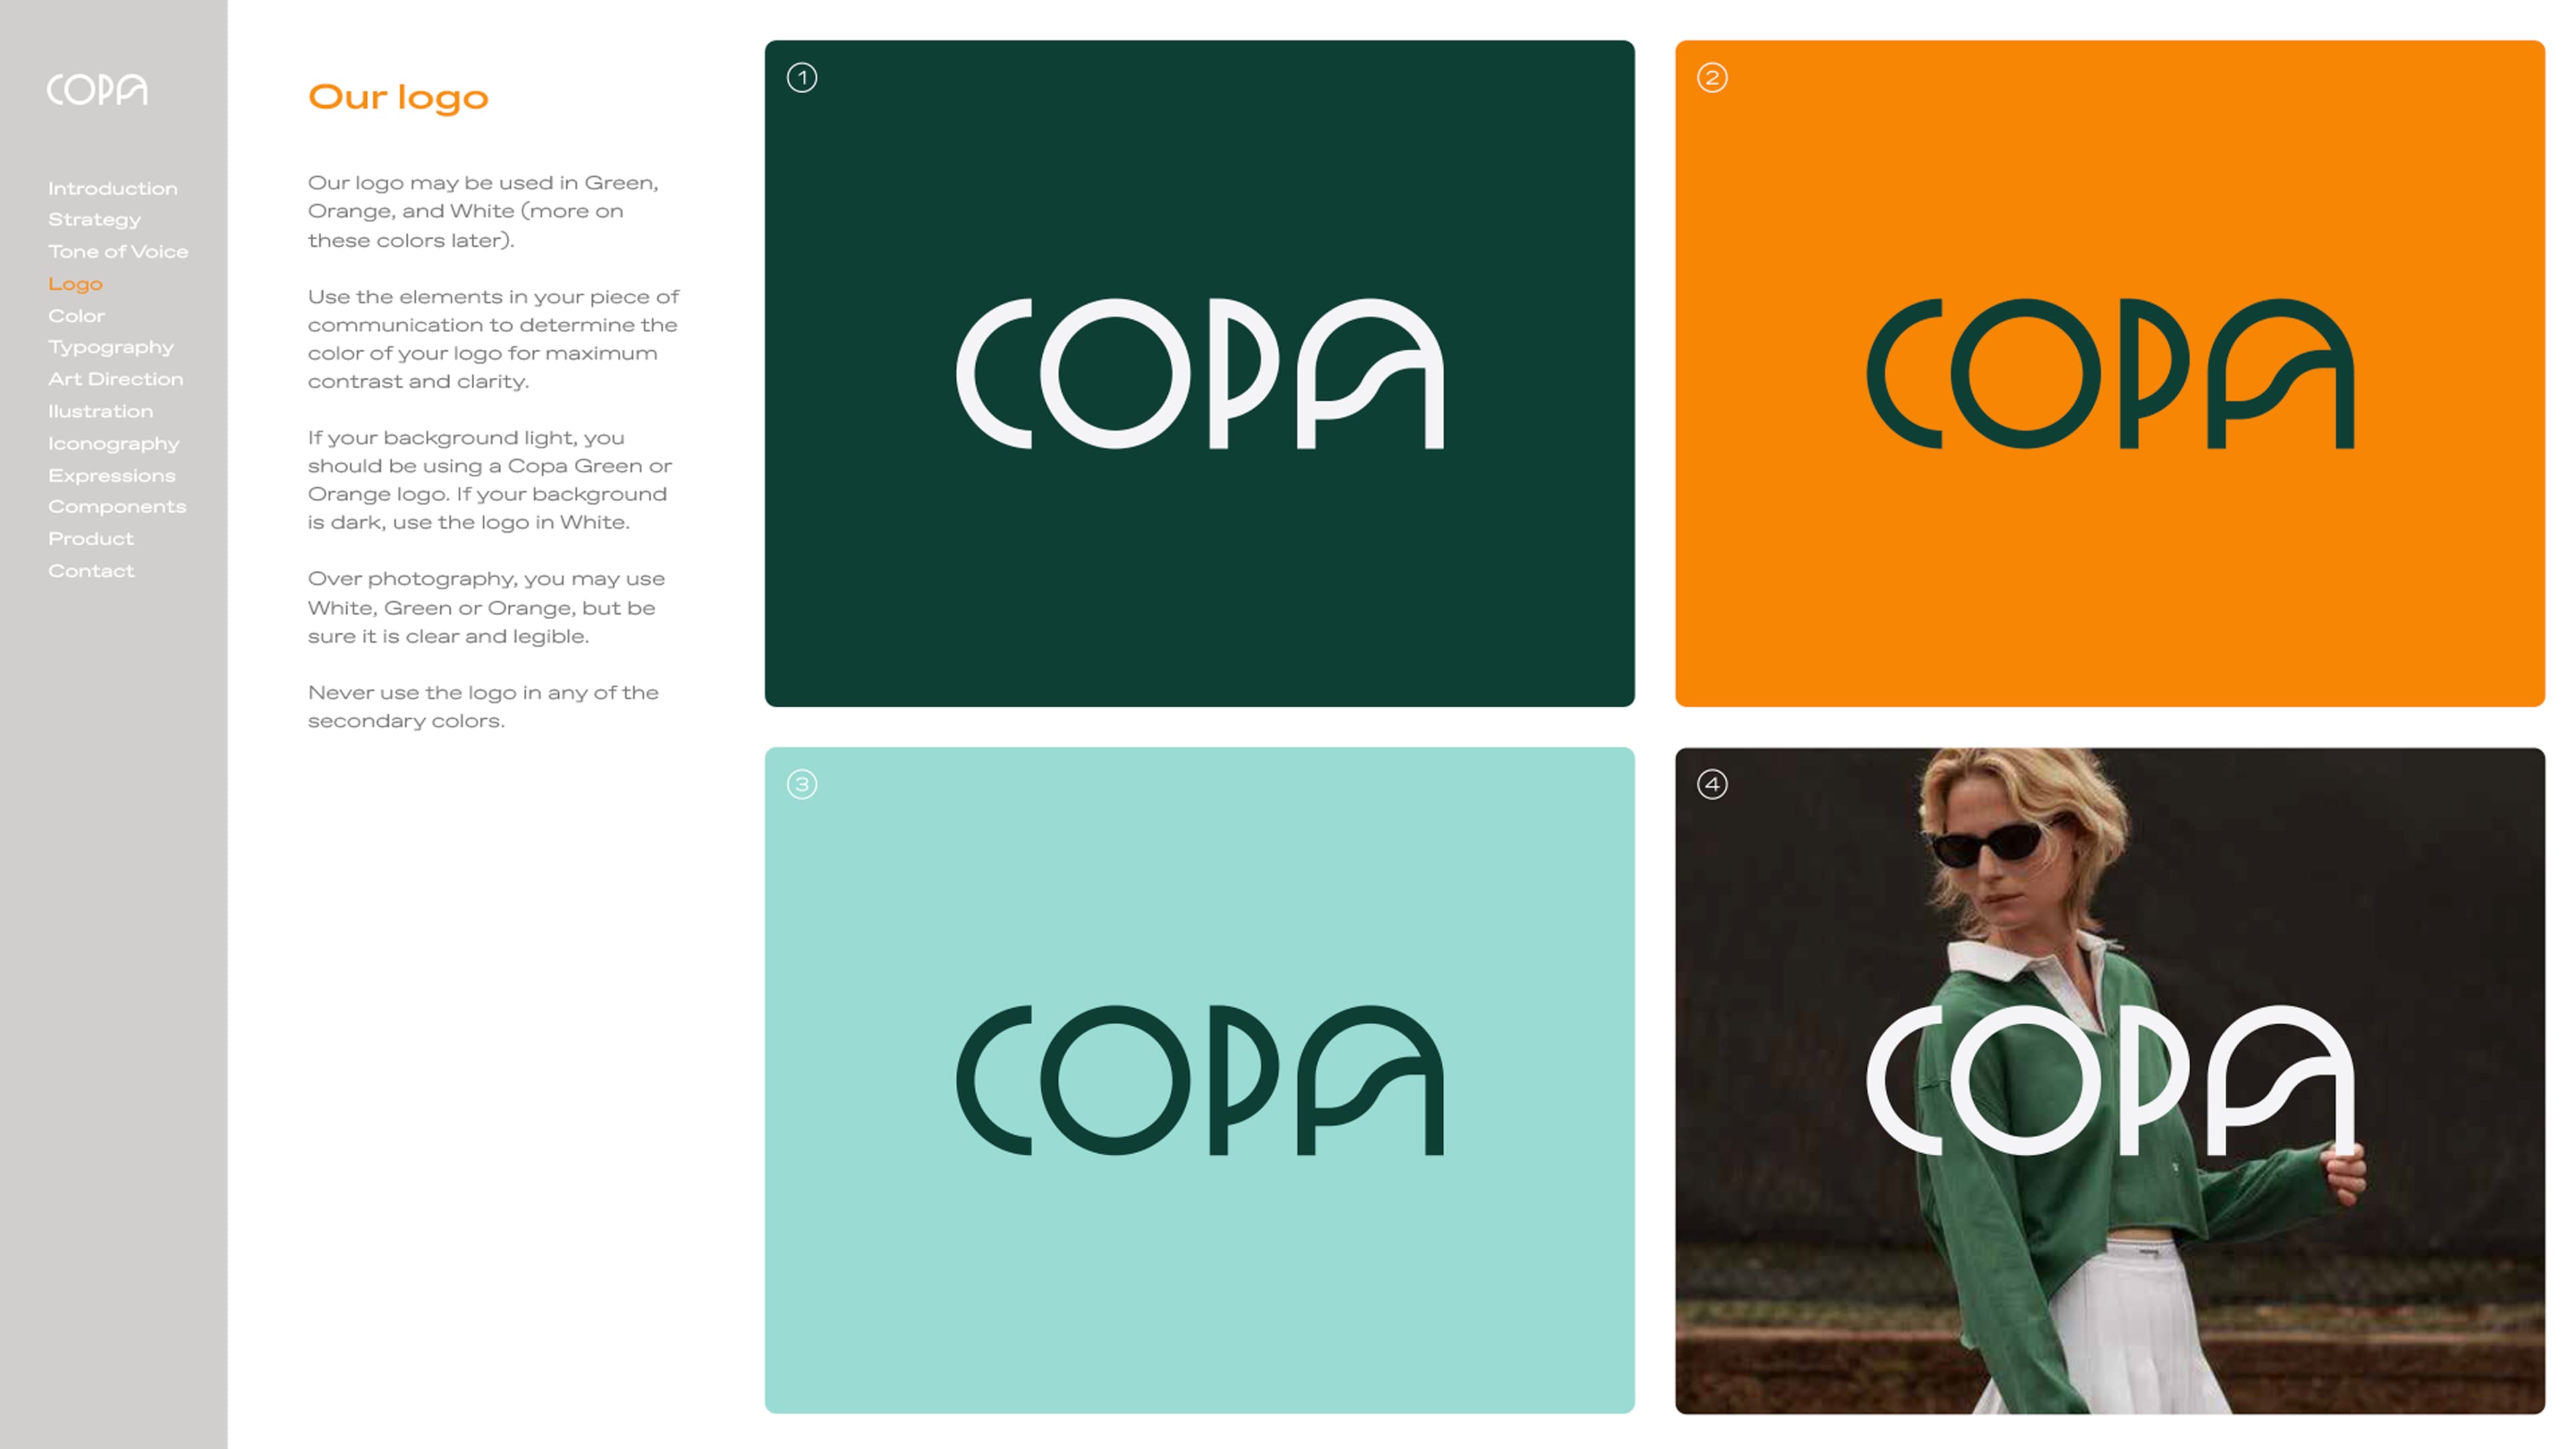 COPA
Introduction
Strategy
Tone of Voice
Logo
Color
Typography
Art Direction
Ilustration
Iconography
Expressions
Components
Product
Contact
Our logo
Our logo may be used in Green,
Orange, and White (more on
these colors later).
Use the elements in your piece of
communication to determine the
color of your logo for maximum
contrast and clarity.
If your background light, you
should be using a Copa Green or
Orange logo. If your background
is dark, use the logo in White.
Over photography, you may use
White, Green or Orange, but be
sure it is clear and legible.
Never use the logo in any of the
secondary colors.
1
COPA
2
COPA
3
COPA
4
COPA